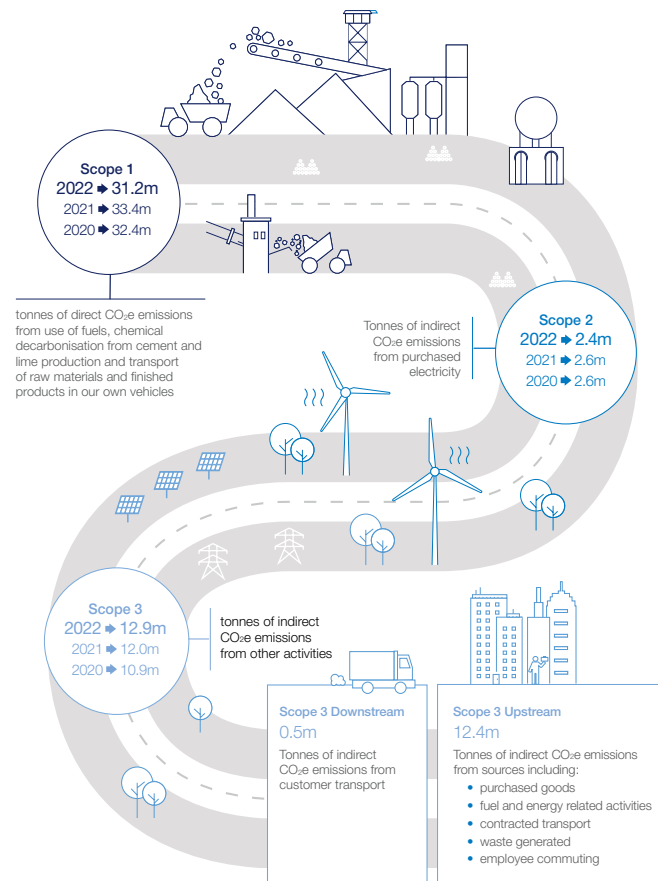 Scope 1
2022 🡆 31.2m
2021 🡆 33.4m
2020 🡆 32.4m
tonnes of direct CO₂e emissions
from use of fuels, chemical
decarbonisation from cement and
lime production and transport
of raw materials and finished
products in our own vehicles
Tonnes of indirect
CO₂e emissions
from purchased
electricity
Scope 2
2022 🡆 2.4m
2021 🡆 2.6m
2020 🡆 2.6m
Scope 3
2022 🡆 12.9m
2021 🡆 12.0m
2020 🡆 10.9m
tonnes of indirect
CO₂e emissions
from other activities
Scope 3 Downstream
0.5m
Tonnes of indirect
CO₂e emissions from
customer transport
Scope 3 Upstream
12.4m
Tonnes of indirect CO₂e emissions
from sources including:
• purchased goods
• fuel and energy related activities
• contracted transport
• waste generated
• employee commuting